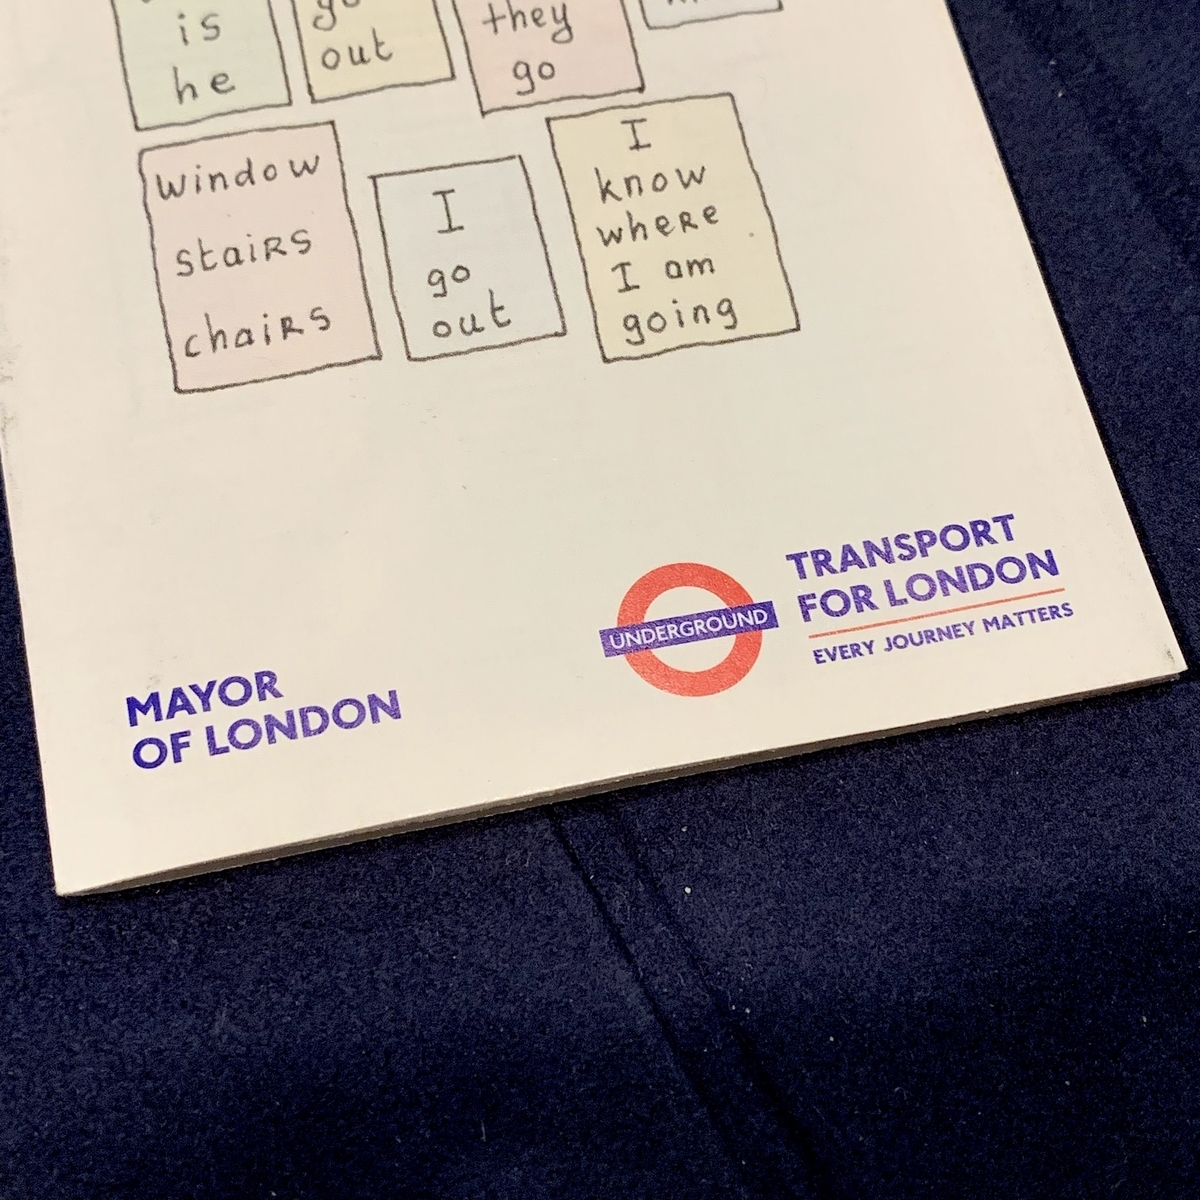 is
he
go
out
they
go
window
stairs
chairs
I
go
out
I
know
where
I am
going
MAYOR
OF LONDON
UNDERGROUND
TRANSPORT
FOR LONDON
EVERY JOURNEY MATTERS